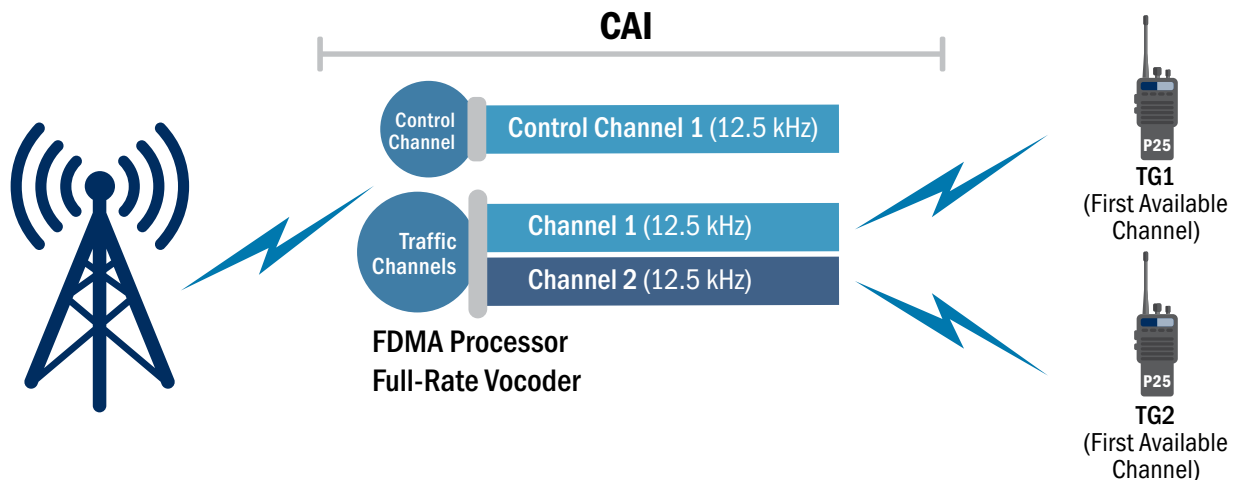 CAI
Control
Channel
Control Channel 1 (12.5 kHz)
Traffic
Channels
Channel 1 (12.5 kHz)
Channel 2 (12.5 kHz)
FDMA Processor
Full-Rate Vocoder
P25
TG1
(First Available
Channel)
P25
TG2
(First Available
Channel)